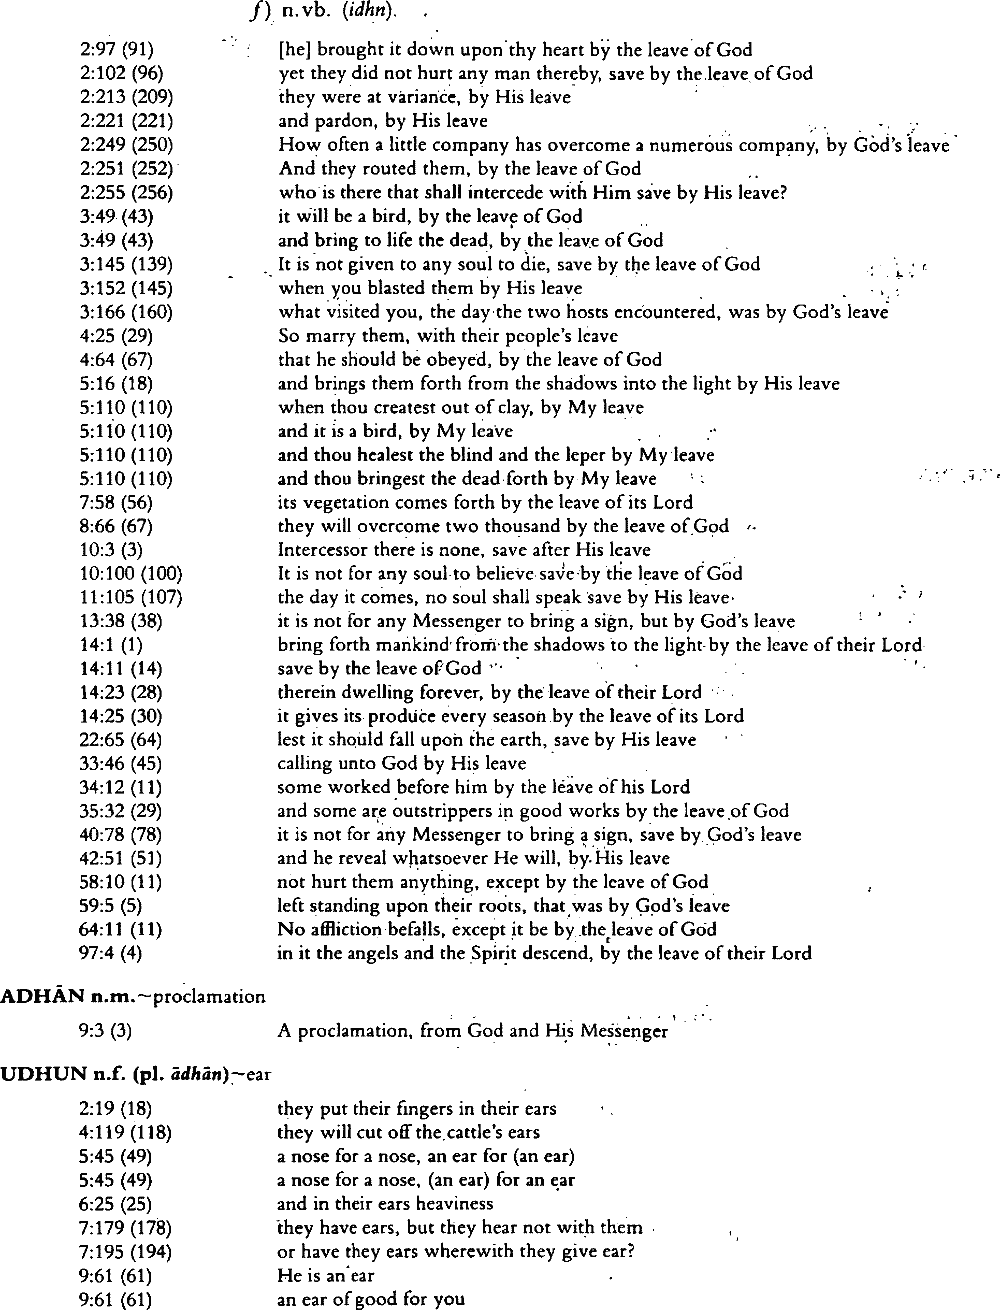 f) n.vb. (idhn).
2:97 (91) [he] brought it down upon thy heart by the leave of God
2:102 (96) yet they did not hurt any man thereby, save by the leave of God
2:213 (209) they were at variance, by His leave
2:221 (221) and pardon, by His leave
2:249 (250) How often a little company has overcome a numerous company, by God's leave
2:251 (252) And they routed them, by the leave of God
2:255 (256) who is there that shall intercede with Him save by His leave?
3:49 (43) it will be a bird, by the leave of God
3:49 (43) and bring to life the dead, by the leave of God
3:145 (139) It is not given to any soul to die, save by the leave of God
3:152 (145) when you blasted them by His leave
3:166 (160) what visited you, the day the two hosts encountered, was by God's leave
4:25 (29) So marry them, with their people's leave
4:64 (67) that he should be obeyed, by the leave of God
5:16 (18) and brings them forth from the shadows into the light by His leave
5:110 (110) when thou createst out of clay, by My leave
5:110 (110) and it is a bird, by My leave
5:110 (110) and thou healest the blind and the leper by My leave
5:110 (110) and thou bringest the dead forth by My leave
7:58 (56) its vegetation comes forth by the leave of its Lord
8:66 (67) they will overcome two thousand by the leave of God
10:3 (3) Intercessor there is none, save after His leave
10:100 (100) It is not for any soul to believe save by the leave of God
11:105 (107) the day it comes, no soul shall speak save by His leave
13:38 (38) it is not for any Messenger to bring a sign, but by God's leave
14:1 (1) bring forth mankind from the shadows to the light by the leave of their Lord
14:11 (14) save by the leave of God
14:23 (28) therein dwelling forever, by the leave of their Lord
14:25 (30) it gives its produce every season by the leave of its Lord
22:65 (64) lest it should fall upon the earth, save by His leave
33:46 (45) calling unto God by His leave
34:12 (11) some worked before him by the leave of his Lord
35:32 (29) and some are outstrippers in good works by the leave of God
40:78 (78) it is not for any Messenger to bring a sign, save by God's leave
42:51 (51) and he reveal whatsoever He will, by His leave
58:10 (11) not hurt them anything, except by the leave of God
59:5 (5) left standing upon their roots, that was by God's leave
64:11 (11) No affliction befalls, except it be by the leave of God
97:4 (4) in it the angels and the Spirit descend, by the leave of their Lord
ADHĀN n.m.~proclamation
9:3 (3) A proclamation, from God and His Messenger
UDHUN n.f. (pl. ādhān)~ear
2:19 (18) they put their fingers in their ears
4:119 (118) they will cut off the cattle's ears
5:45 (49) a nose for a nose, an ear for (an ear)
5:45 (49) a nose for a nose, (an ear) for an ear
6:25 (25) and in their ears heaviness
7:179 (178) they have ears, but they hear not with them
7:195 (194) or have they ears wherewith they give ear?
9:61 (61) He is an ear
9:61 (61) an ear of good for you